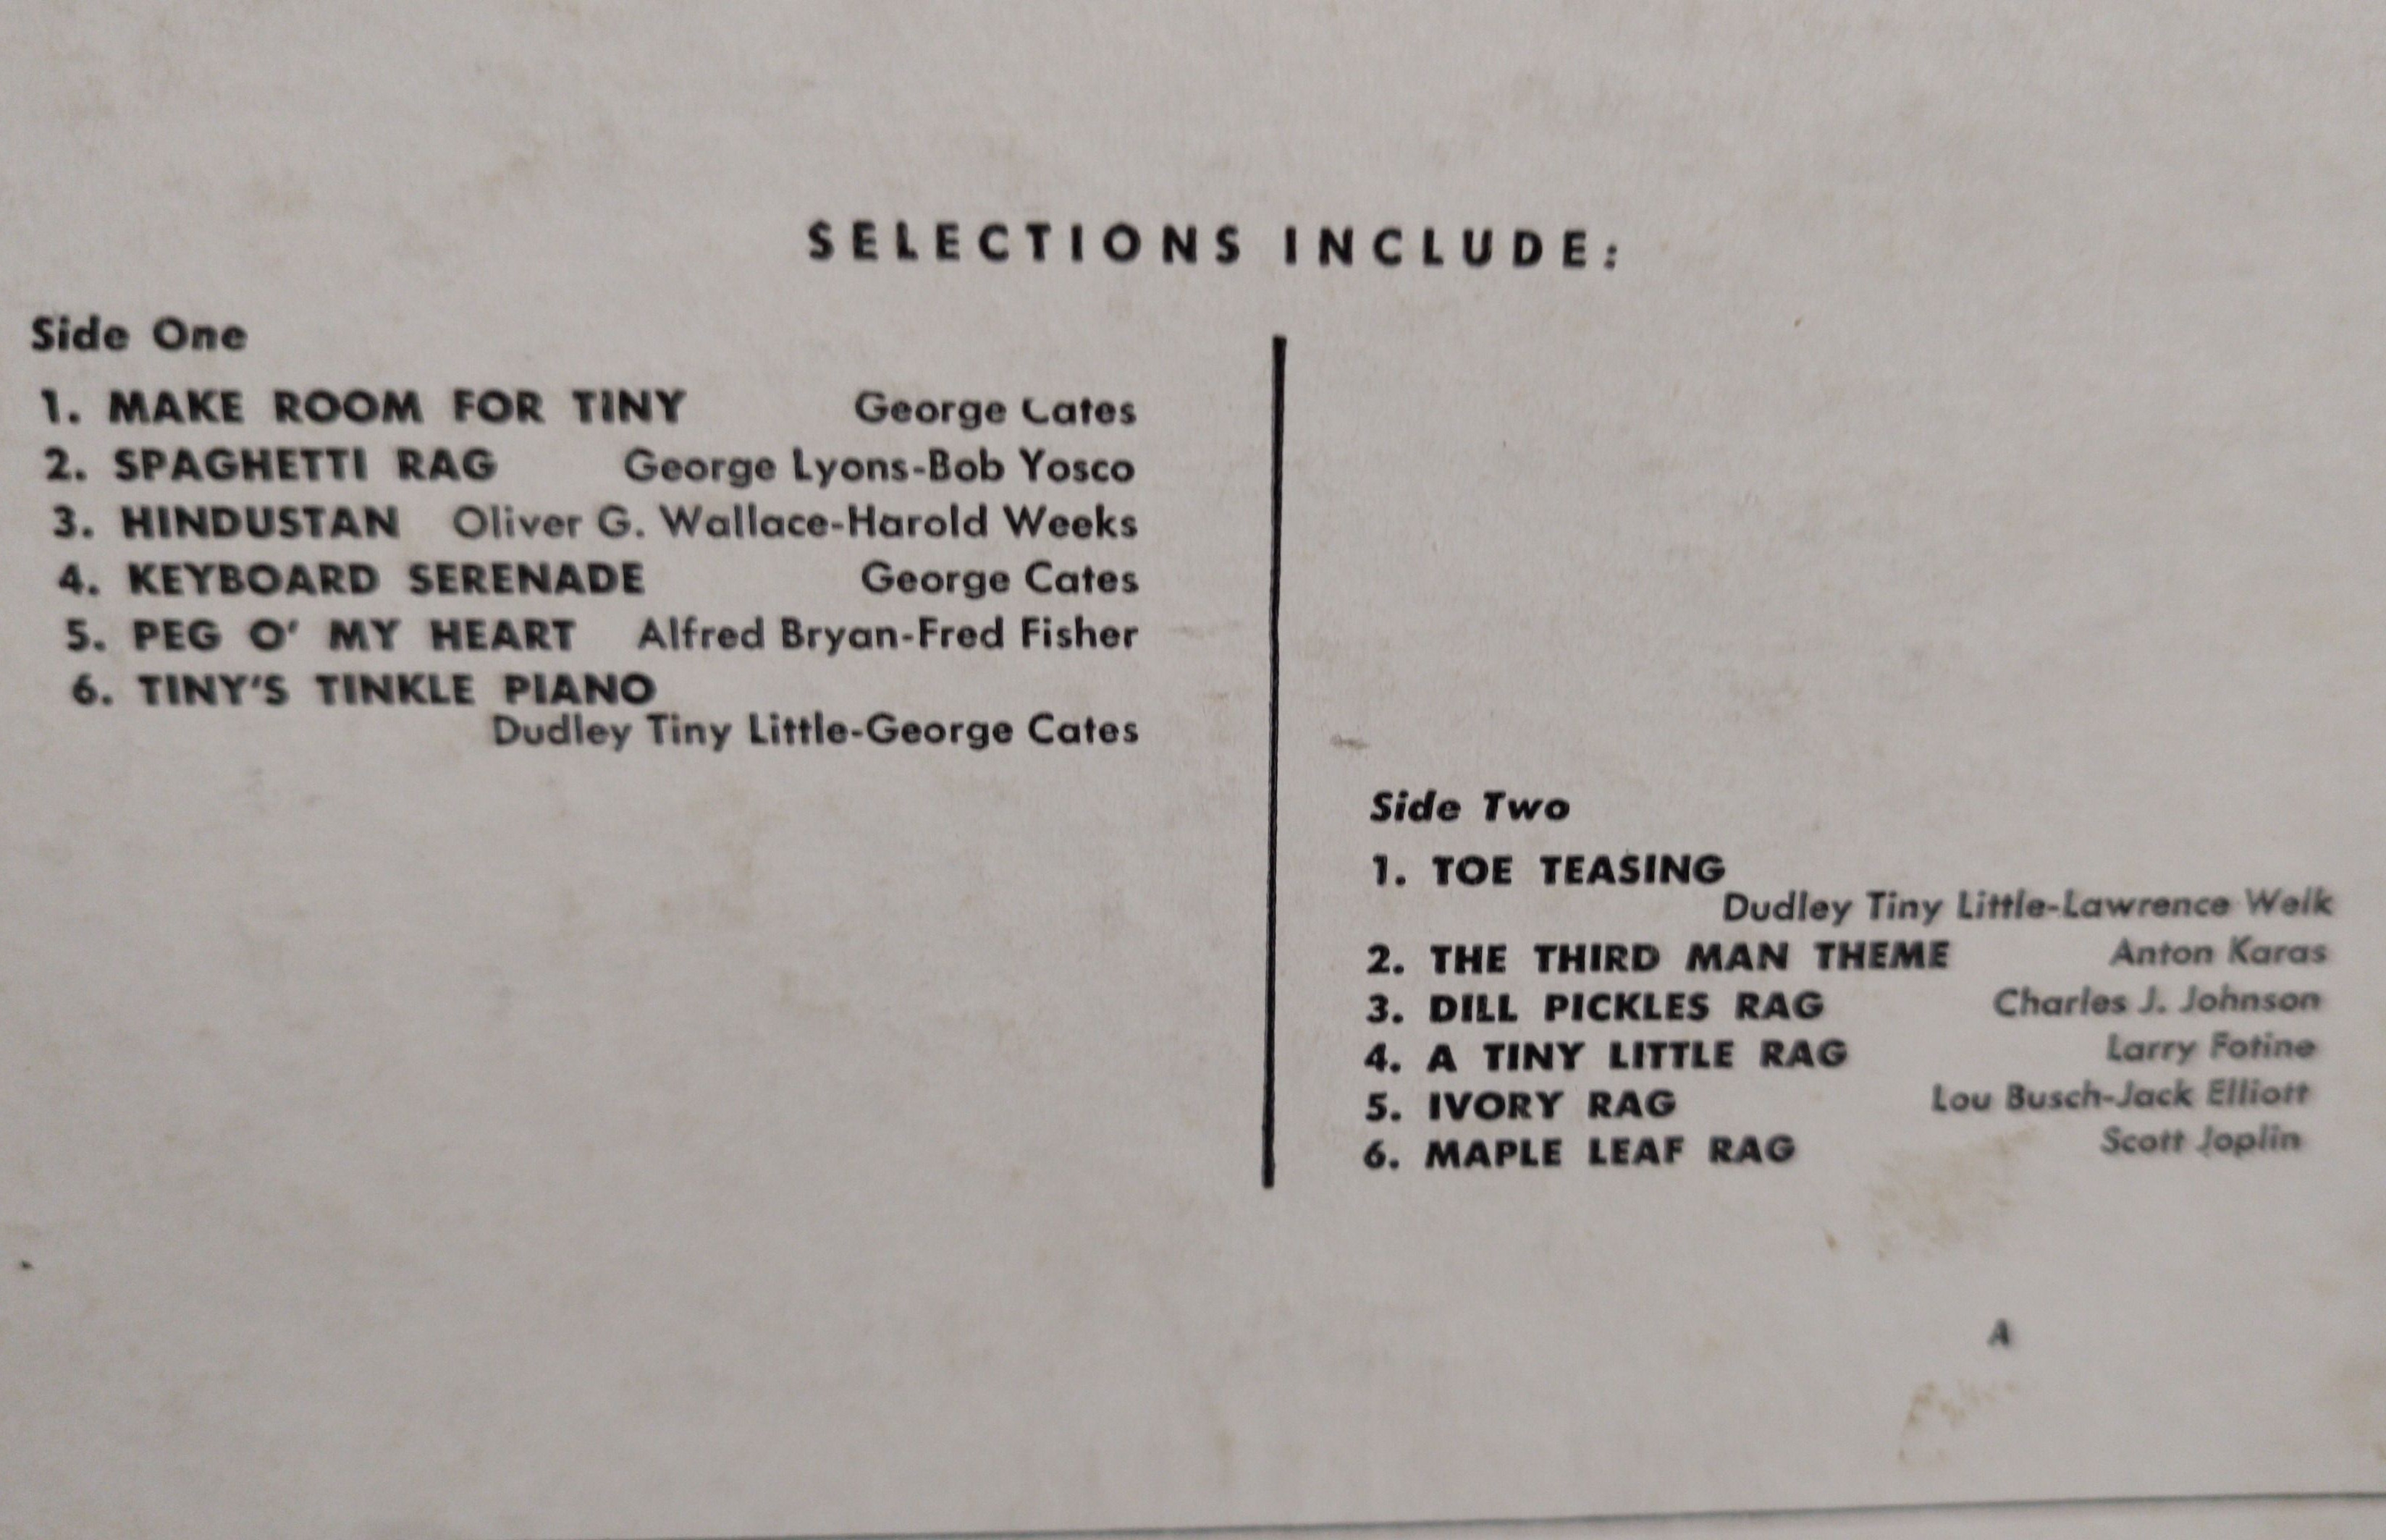 SELECTIONS INCLUDE:
Side One
1. MAKE ROOM FOR TINY George Cates
2. SPAGHETTI RAG George Lyons-Bob Yosco
3. HINDUSTAN Oliver G. Wallace-Harold Weeks
4. KEYBOARD SERENADE George Cates
5. PEG O' MY HEART Alfred Bryan-Fred Fisher
6. TINY'S TINKLE PIANO
Dudley Tiny Little-George Cates
Side Two
1. TOE TEASING
Dudley Tiny Little-Lawrence Welk
2. THE THIRD MAN THEME Anton Karas
3. DILL PICKLES RAG Charles J. Johnson
4. A TINY LITTLE RAG Larry Fotine
5. IVORY RAG Lou Busch-Jack Elliott
6. MAPLE LEAF RAG Scott Joplin
A